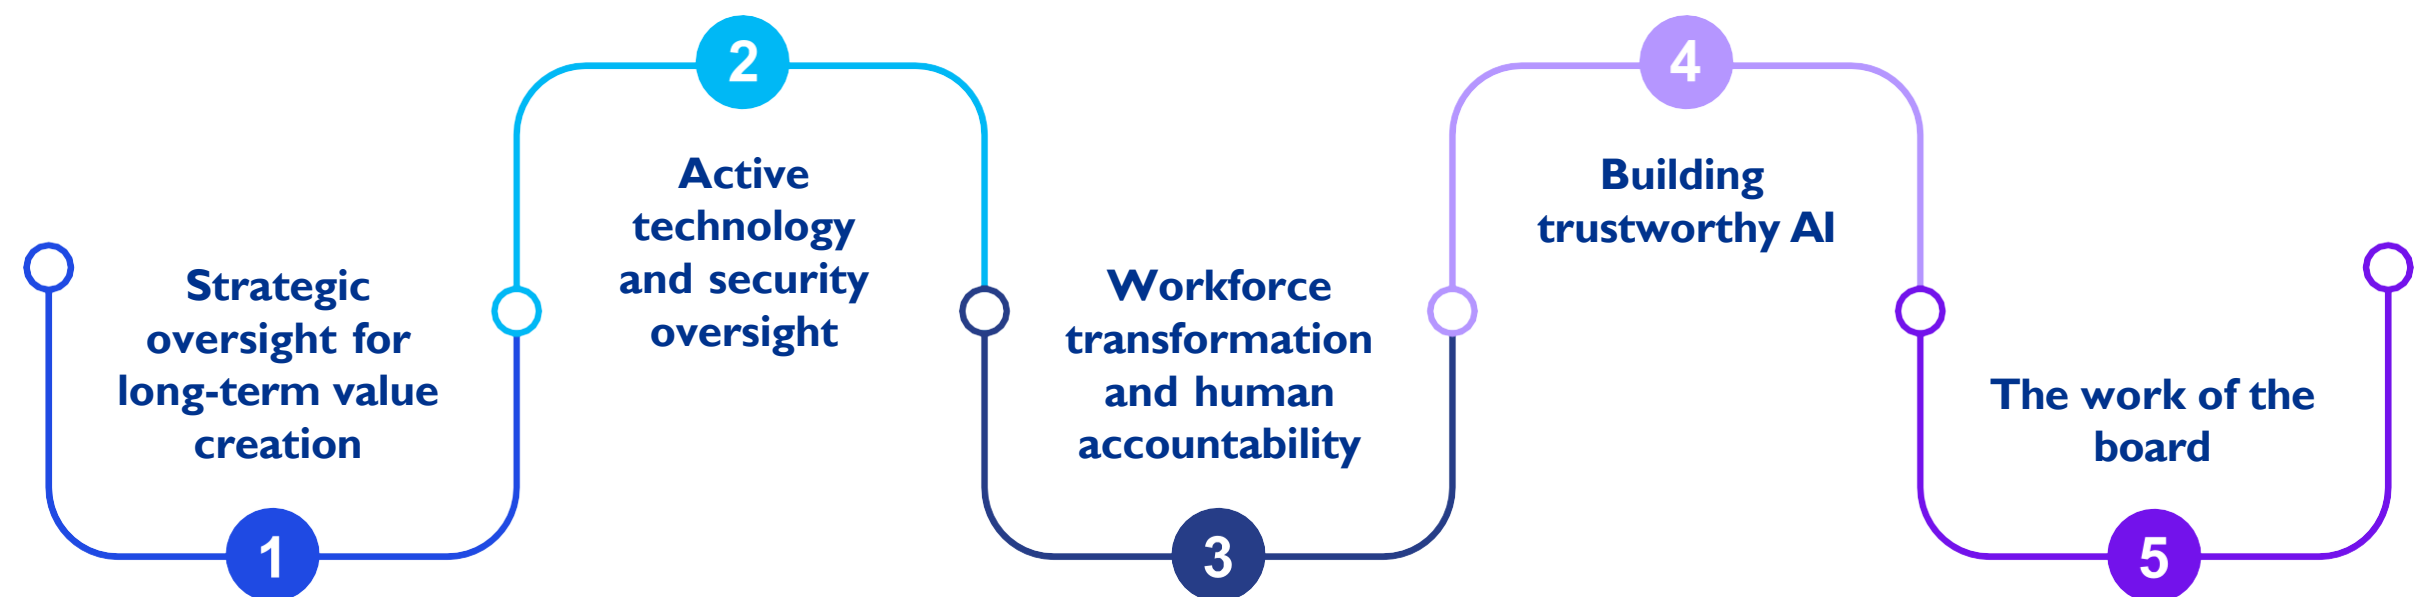 1
Strategic
oversight for
long-term value
creation
2
Active
technology
and security
oversight
3
Workforce
transformation
and human
accountability
4
Building
trustworthy AI
5
The work of the
board